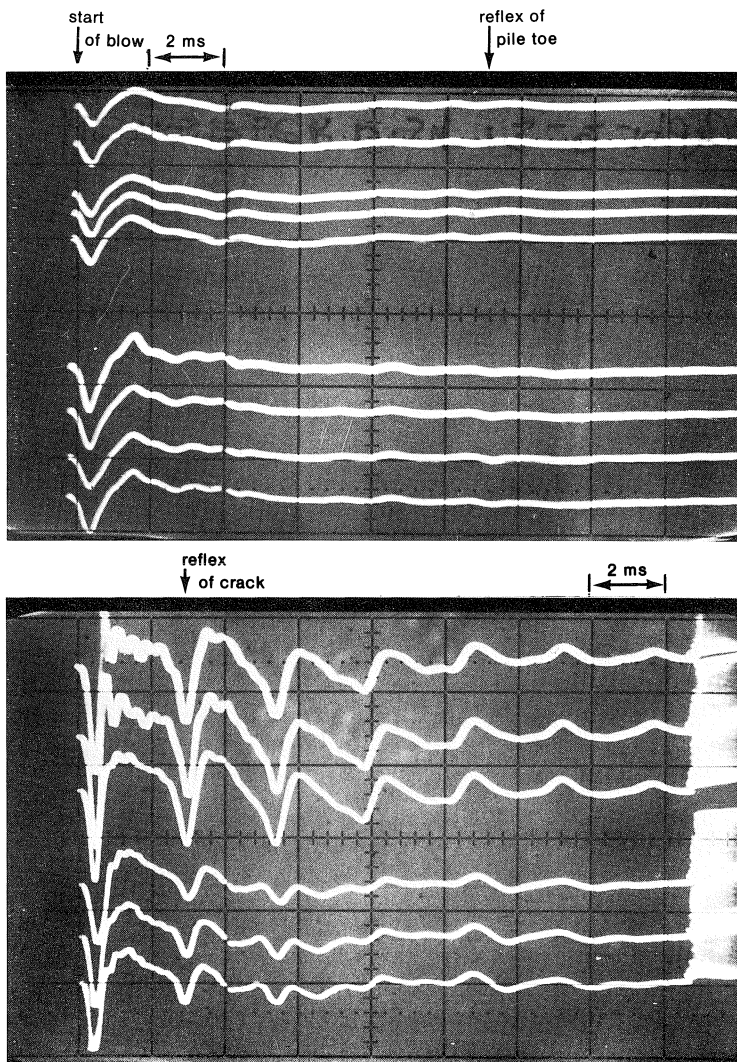 start
of blow
2 ms
reflex of
pile toe
reflex
of crack
2 ms